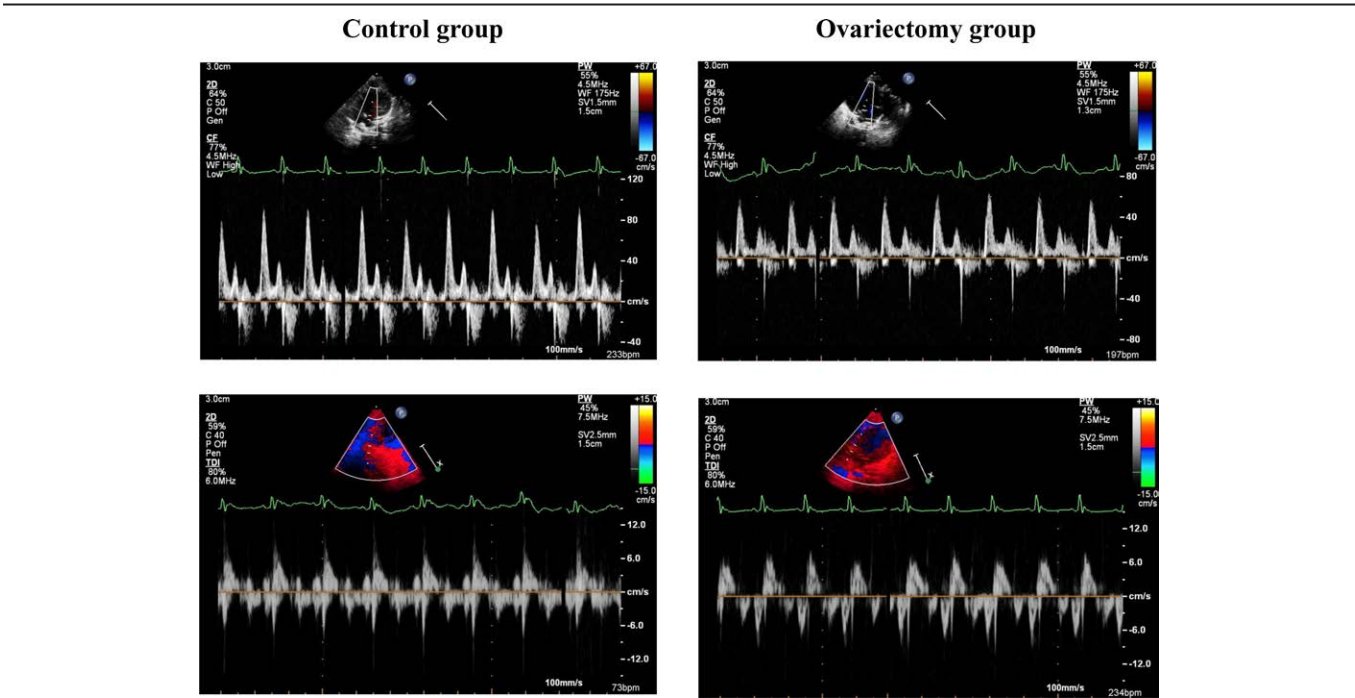 Control group
Ovariectomy group
3.0cm
2D
64%
C 50
P Off
Gen
CF
77%
4.5MHz
WF High
Low
PW
55%
4.5MHz
WF 175Hz
SV1.5mm
1.5cm
+67.0
-67.0
cm/s
120
80
40
cm/s
-40
100mm/s
233bpm
3.0cm
2D
64%
C 50
P Off
Gen
CF
77%
4.5MHz
WF High
Low
PW
55%
4.5MHz
WF 175Hz
SV1.5mm
1.3cm
+67.0
-67.0
cm/s
80
40
cm/s
-40
-80
100mm/s
197bpm
3.0cm
2D
59%
C 40
P Off
Pen
TDI
80%
6.0MHz
PW
45%
7.5MHz
SV2.5mm
1.5cm
+15.0
-15.0
cm/s
12.0
6.0
cm/s
-6.0
-12.0
100mm/s
73bpm
3.0cm
2D
59%
C 40
P Off
Pen
TDI
80%
6.0MHz
PW
45%
7.5MHz
SV2.5mm
1.5cm
+15.0
-15.0
cm/s
12.0
6.0
cm/s
-6.0
-12.0
100mm/s
234bpm